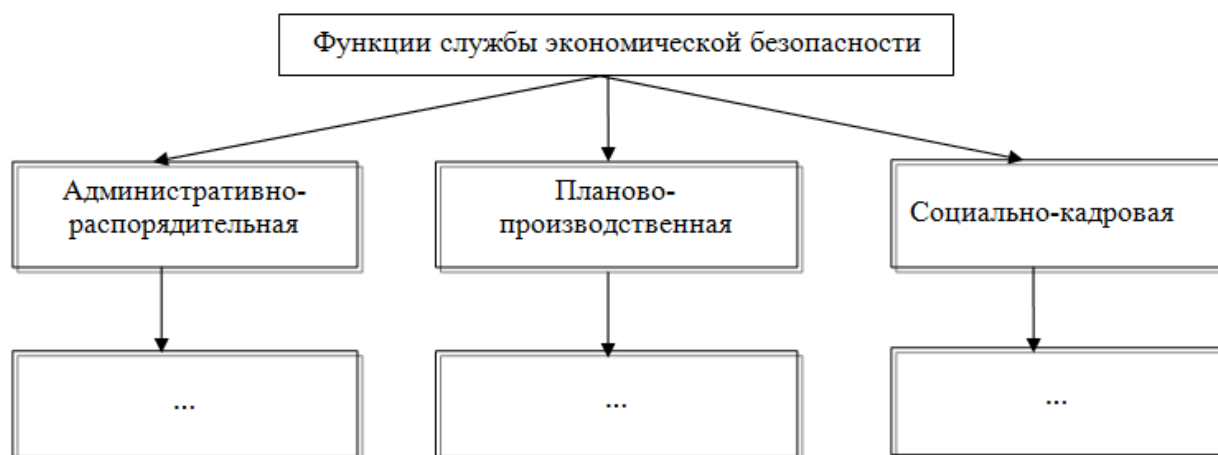 Функции службы экономической безопасности
Административно-
распорядительная
Планово-
производственная
Социально-кадровая
...
...
...